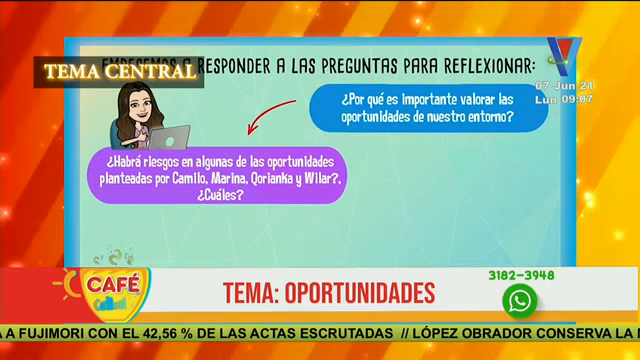 EMPECEMOS A RESPONDER A LAS PREGUNTAS PARA REFLEXIONAR:
TEMA CENTRAL
07 Jun 21
Lun 09:07
¿Por qué es importante valorar las
oportunidades de nuestro entorno?
¿Habrá riesgos en algunas de las oportunidades
planteadas por Camilo, Marina, Qorianka y Wilar?,
¿Cuáles?
CAFÉ
TEMA: OPORTUNIDADES
3182-3948
A FUJIMORI CON EL 42,56 % DE LAS ACTAS ESCRUTADAS // LÓPEZ OBRADOR CONSERVA LA